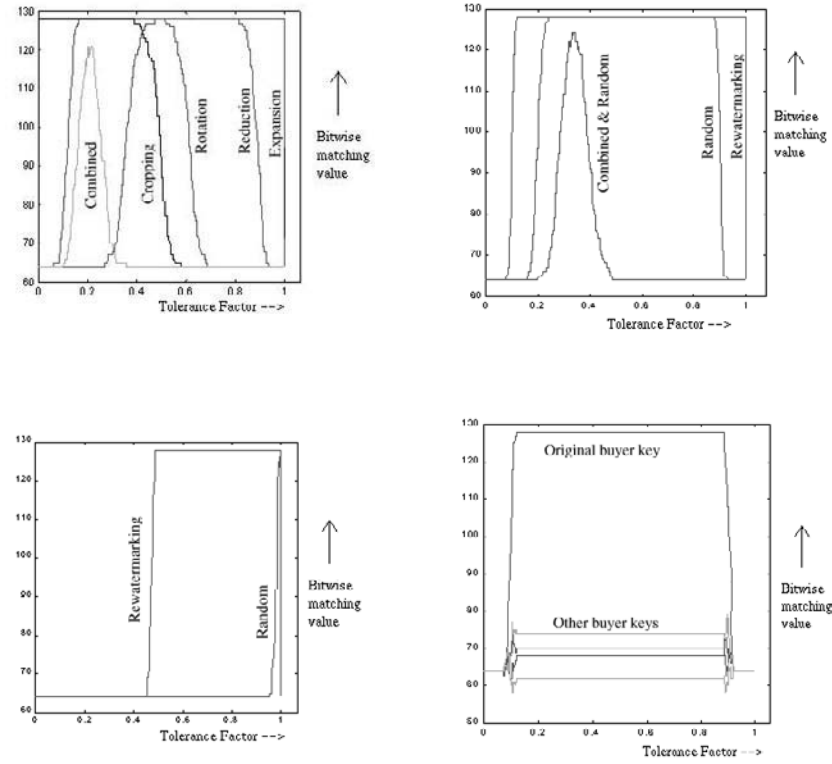 130
120
110
100
90
80
70
60
0
0.2
0.4
0.6
0.8
1
Combined
Cropping
Rotation
Reduction
Expansion
Tolerance Factor -->
Bitwise
matching
value
130
120
110
100
90
80
70
60
0
0.2
0.4
0.6
0.8
1
Combined & Random
Random
Rewatermarking
Tolerance Factor -->
Bitwise
matching
value
130
120
110
100
90
80
70
60
0
0.2
0.4
0.6
0.8
1
Rewatermarking
Random
Tolerance Factor -->
Bitwise
matching
value
130
120
110
100
90
80
70
60
50
0
0.2
0.4
0.6
0.8
1
Original buyer key
Other buyer keys
Tolerance Factor -->
Bitwise
matching
value